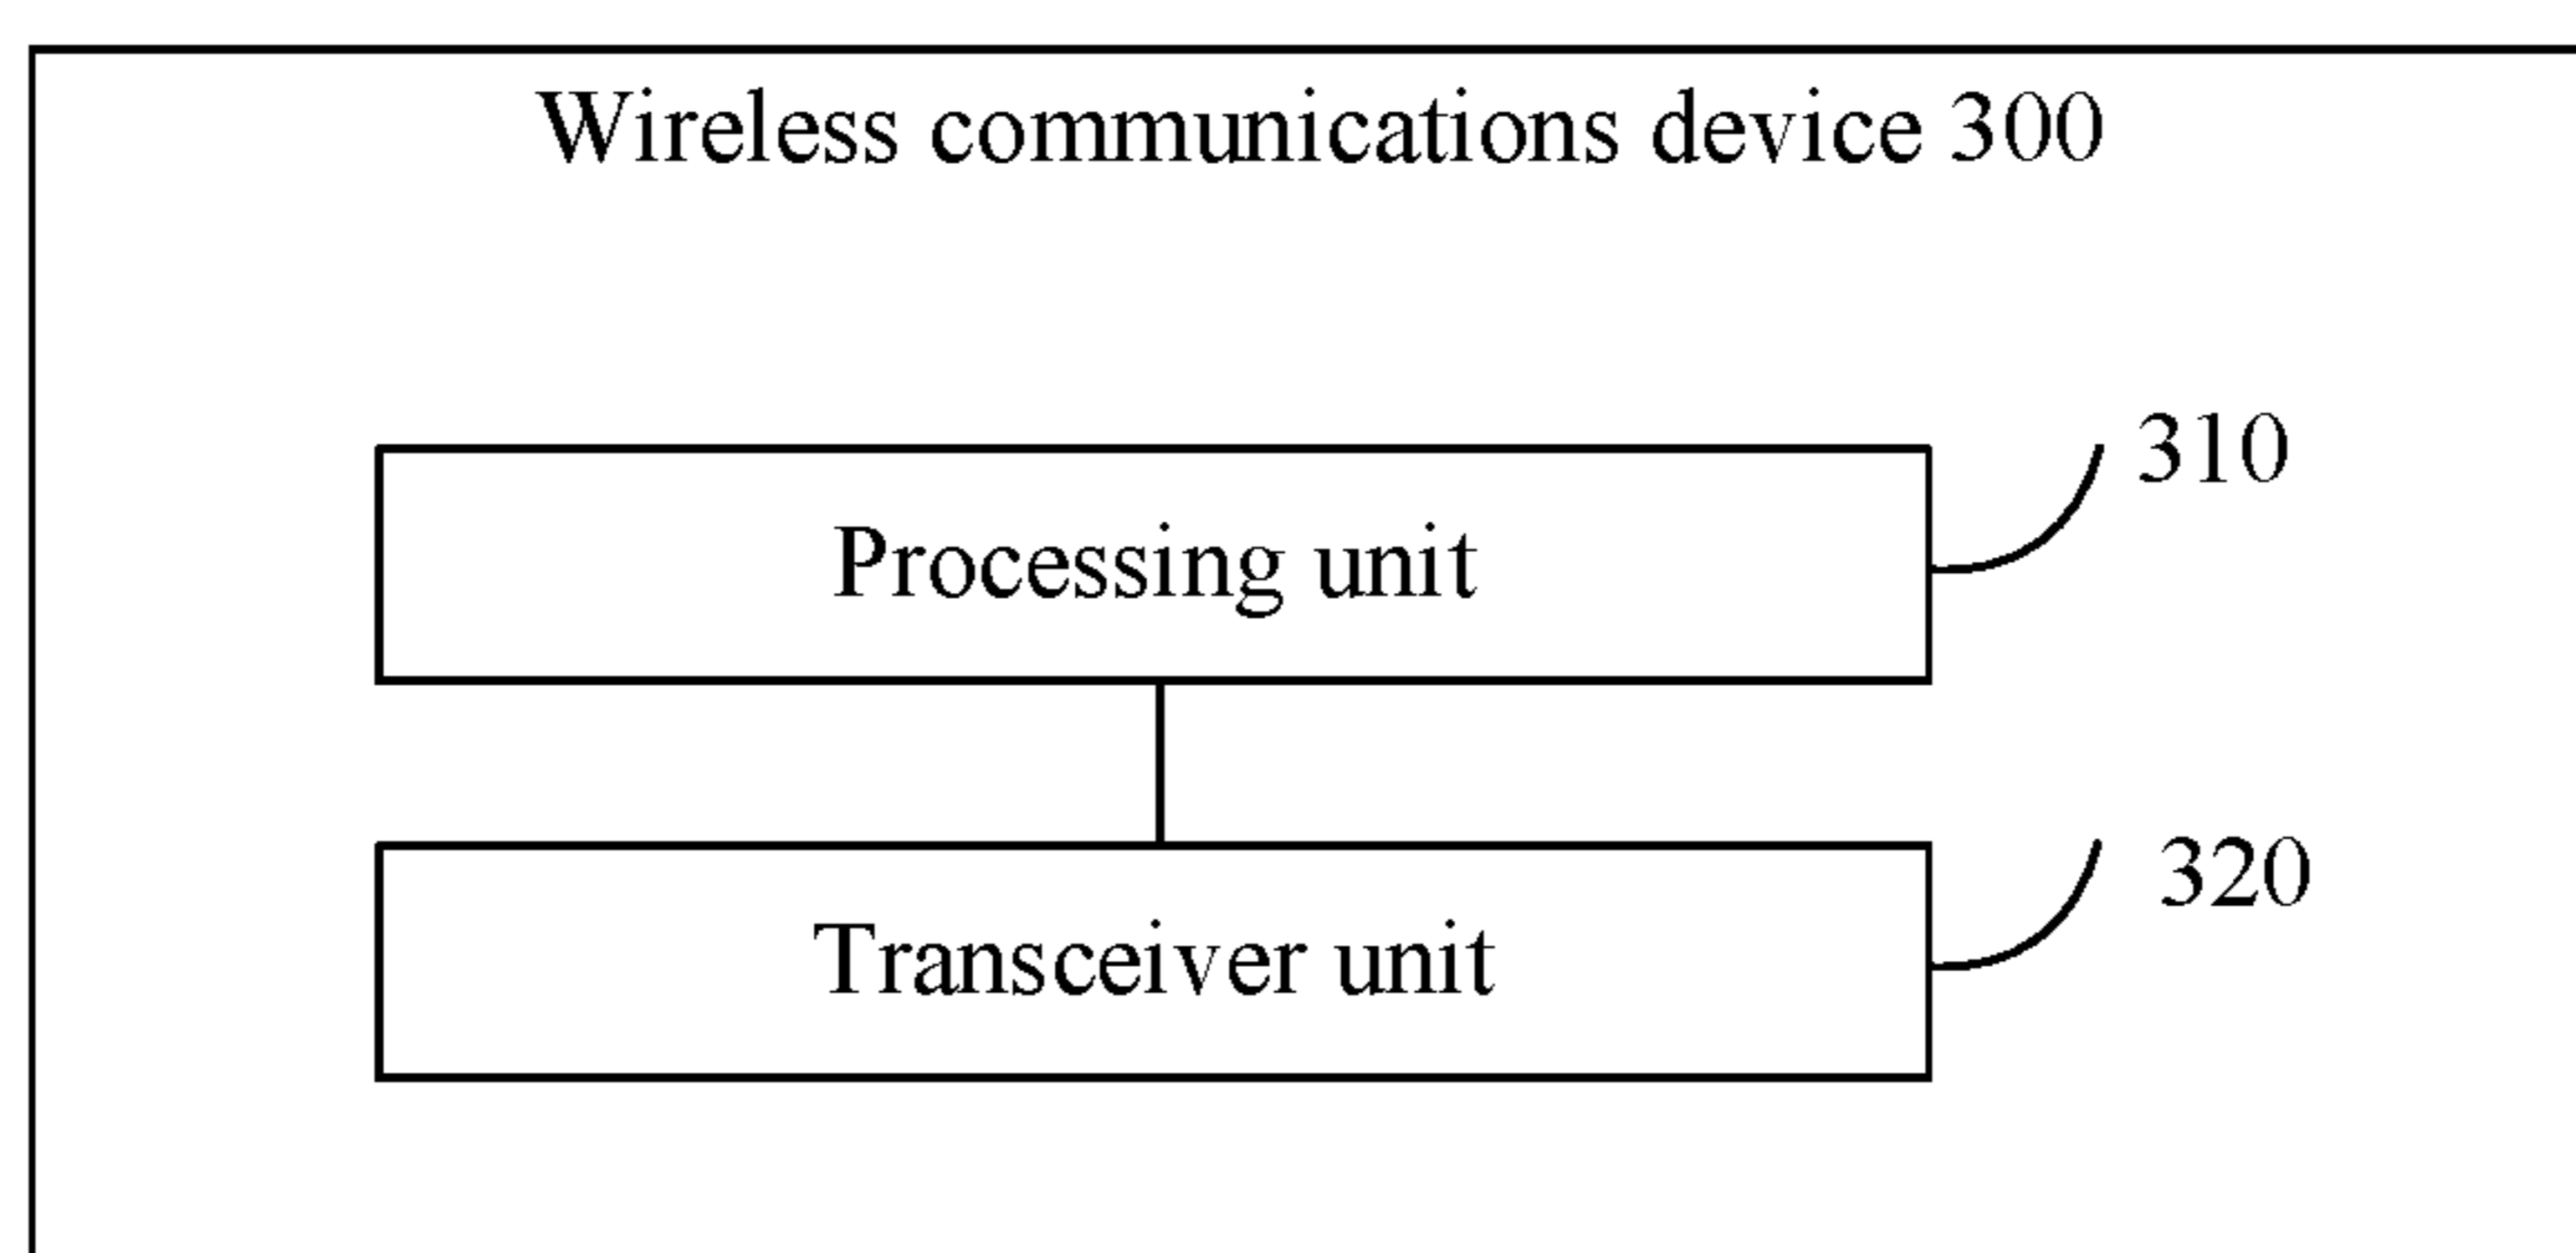 Wireless communications device 300
310
Processing unit
320
Transceiver unit